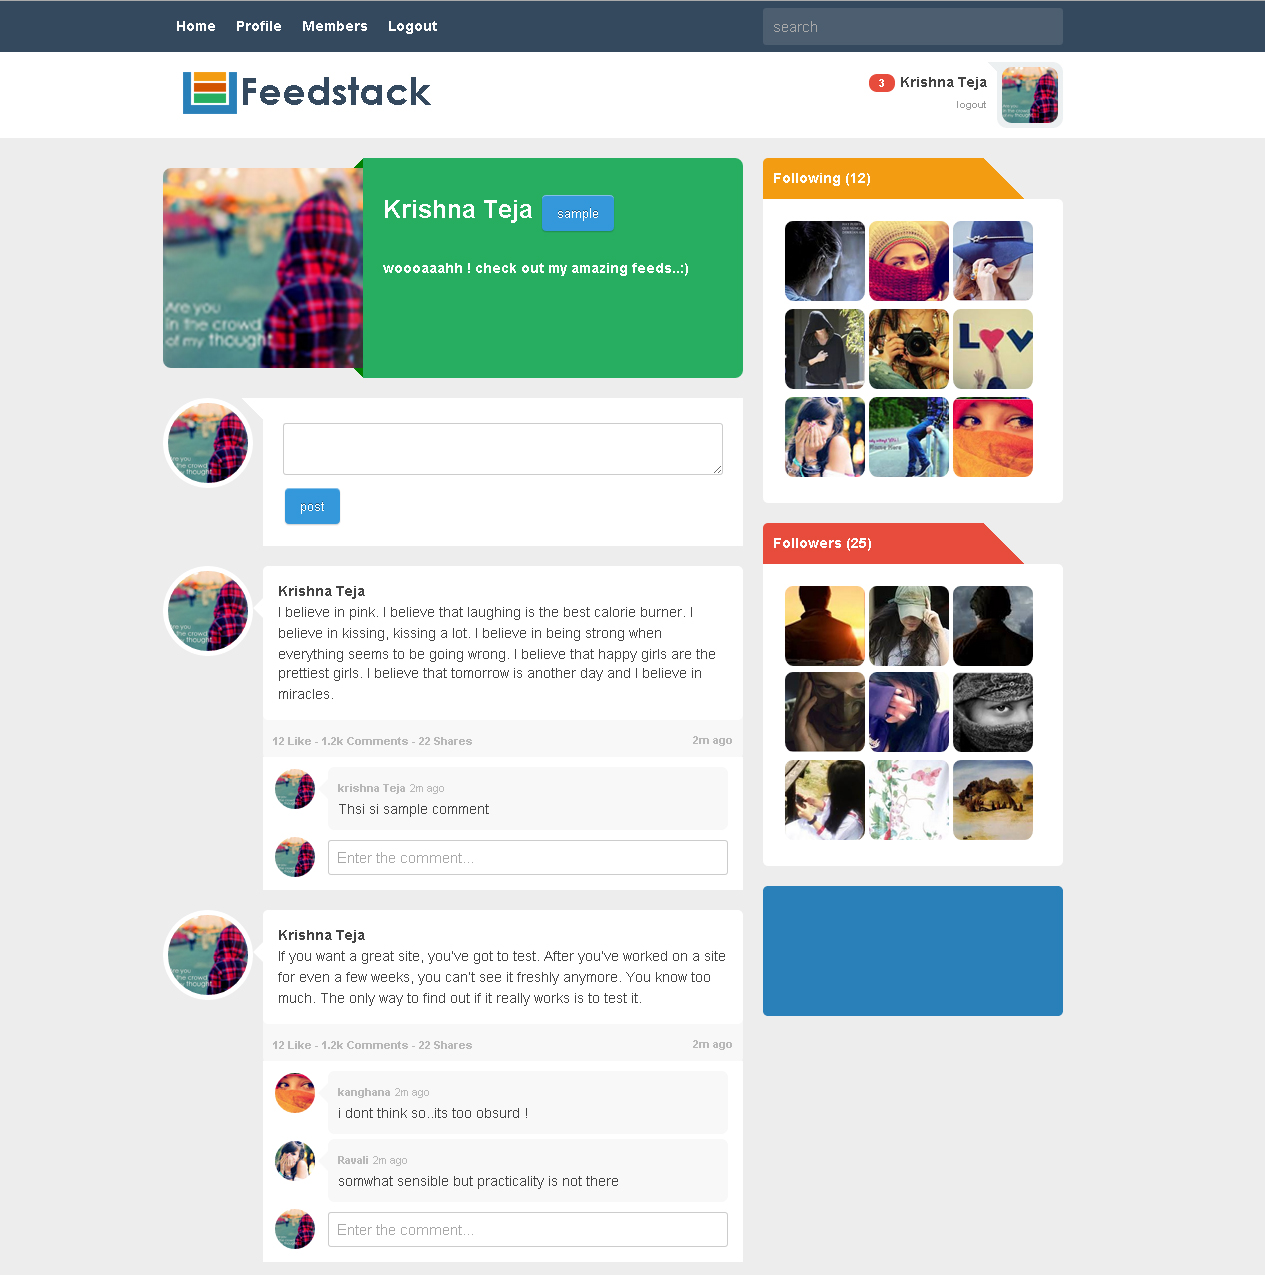 Home Profile Members Logout
search
Feedstack
3 Krishna Teja
logout
Are you
in the crowd
of my thought
Krishna Teja sample
woooaaahh ! check out my amazing feeds..:)
post
Krishna Teja
I believe in pink. I believe that laughing is the best calorie burner. I
believe in kissing, kissing a lot. I believe in being strong when
everything seems to be going wrong. I believe that happy girls are the
prettiest girls. I believe that tomorrow is another day and I believe in
miracles.
12 Like - 1.2k Comments - 22 Shares
2m ago
krishna Teja 2m ago
Thsi si sample comment
Enter the comment...
Krishna Teja
If you want a great site, you've got to test. After you've worked on a site
for even a few weeks, you can't see it freshly anymore. You know too
much. The only way to find out if it really works is to test it.
12 Like - 1.2k Comments - 22 Shares
2m ago
kanghana 2m ago
i dont think so..its too obsurd !
Ravali 2m ago
somwhat sensible but practicality is not there
Enter the comment...
Following (12)
LOV
Followers (25)